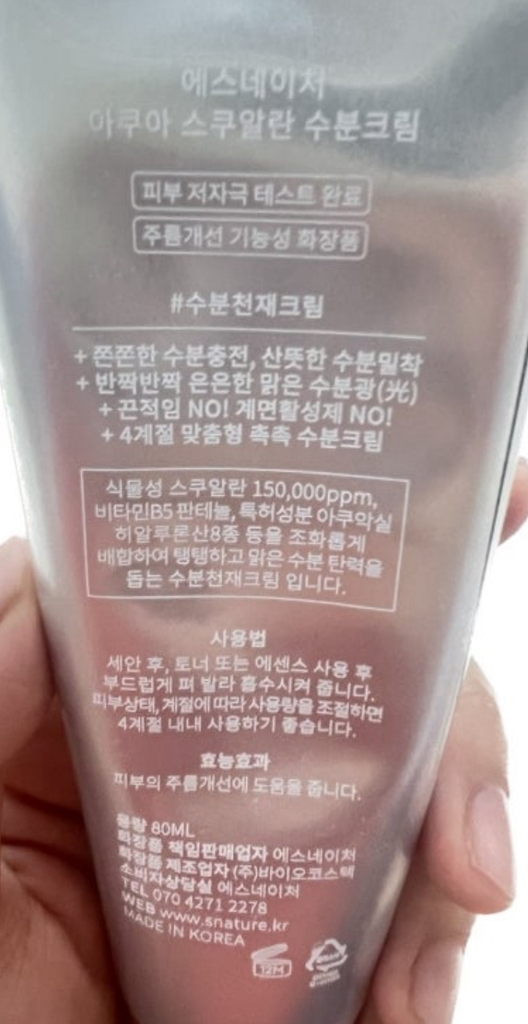 에스네이처
아쿠아 스쿠알란 수분크림
피부 저자극 테스트 완료
주름개선 기능성 화장품
#수분천재크림
+ 쫀쫀한 수분충전, 산뜻한 수분밀착
+ 반짝반짝 은은한 맑은 수분광(光)
+ 끈적임 NO! 계면활성제 NO!
+ 4계절 맞춤형 촉촉 수분크림
식물성 스쿠알란 150,000ppm,
비타민B5 판테놀, 특허성분 아쿠악실
히알루론산8종 등을 조화롭게
배합하여 탱탱하고 맑은 수분 탄력을
돕는 수분천재크림 입니다.
사용법
세안 후, 토너 또는 에센스 사용 후
부드럽게 펴 발라 흡수시켜 줍니다.
피부상태, 계절에 따라 사용량을 조절하면
4계절 내내 사용하기 좋습니다.
효능효과
피부의 주름개선에 도움을 줍니다.
용량 80ML
화장품 책임판매업자 에스네이처
화장품 제조업자 (주)바이오코스텍
소비자상담실 에스네이처
TEL 070 4271 2278
WEB www.snature.kr
MADE IN KOREA
12M